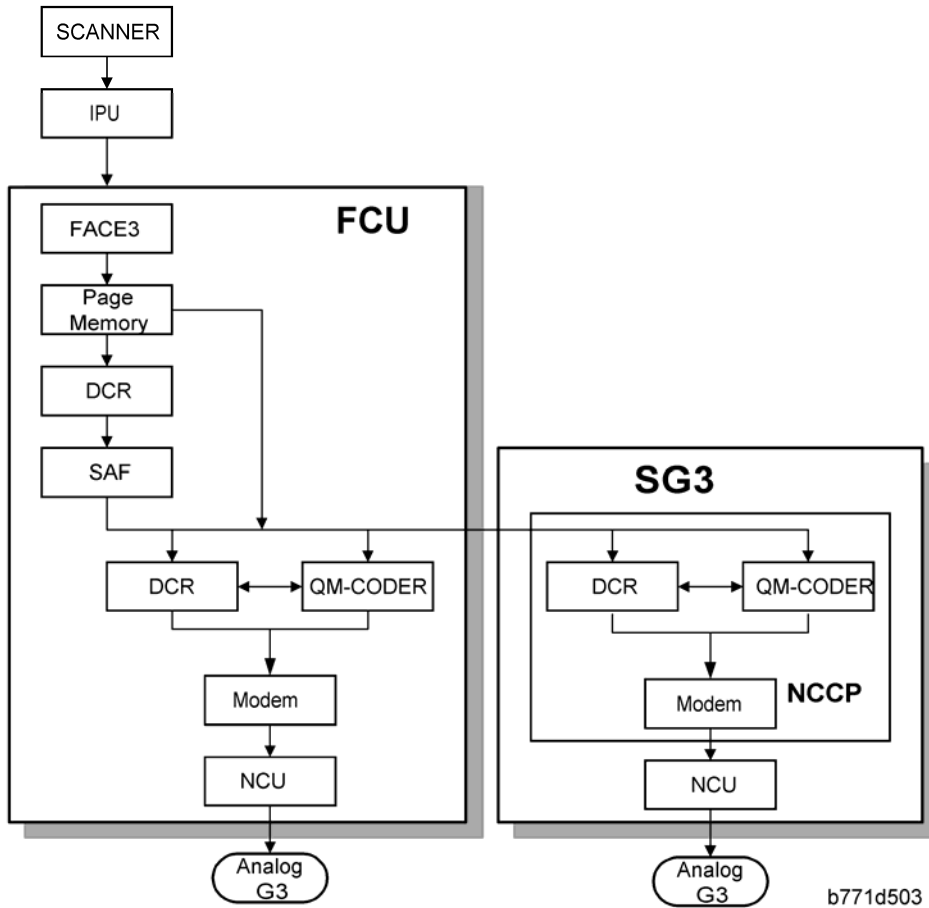 SCANNER
IPU
FCU
FACE3
Page
Memory
DCR
SAF
SG3
DCR
QM-CODER
DCR
QM-CODER
Modem
NCCP
Modem
NCU
NCU
Analog
G3
Analog
G3
b771d503